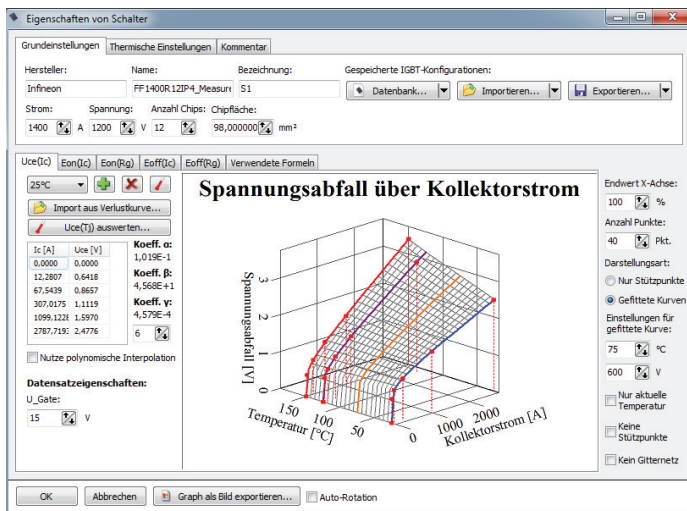 Eigenschaften von Schalter
Grundeinstellungen Thermische Einstellungen Kommentar
Hersteller: Name: Bezeichnung: Gespeicherte IGBT-Konfigurationen:
Infineon FF1400R12IP4_Measure S1 Datenbank... Importieren... Exportieren...
Strom: Spannung: Anzahl Chips: Chipfläche:
1400 A 1200 V 12 98,000000 mm²
Uce(Ic) Eon(Ic) Eon(Rg) Eoff(Ic) Eoff(Rg) Verwendete Formeln
25°C
Import aus Verlustkurve...
Uce(Tj) auswerten...
Ic [A] Uce [V]
0,0000 0.0000
12,2807 0.6418
67,5439 0.8657
307,0175 1.1119
1099,1228 1.5970
2787,7193 2.4776
Koeff. α:
1,019E-1
Koeff. β:
4,568E+1
Koeff. γ:
4,579E-4
6
Nutze polynomische Interpolation
Datensatzeigenschaften:
U_Gate:
15 V
Spannungsabfall über Kollektorstrom
Spannungsabfall [V]
3
2
1
0
150 100 50
Temperatur [°C]
0 1000 2000
Kollektorstrom [A]
Endwert X-Achse:
100 %
Anzahl Punkte:
40 Pkt.
Darstellungsart:
Nur Stützpunkte
Gefittete Kurven
Einstellungen für
gefittete Kurve:
75 °C
600 V
Nur aktuelle
Temperatur
Keine
Stützpunkte
Kein Gitternetz
OK Abbrechen Graph als Bild exportieren... Auto-Rotation